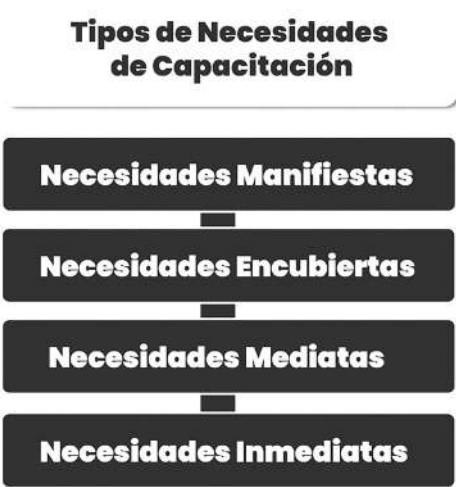 Tipos de Necesidades
de Capacitación
Necesidades Manifiestas
Necesidades Encubiertas
Necesidades Mediatas
Necesidades Inmediatas